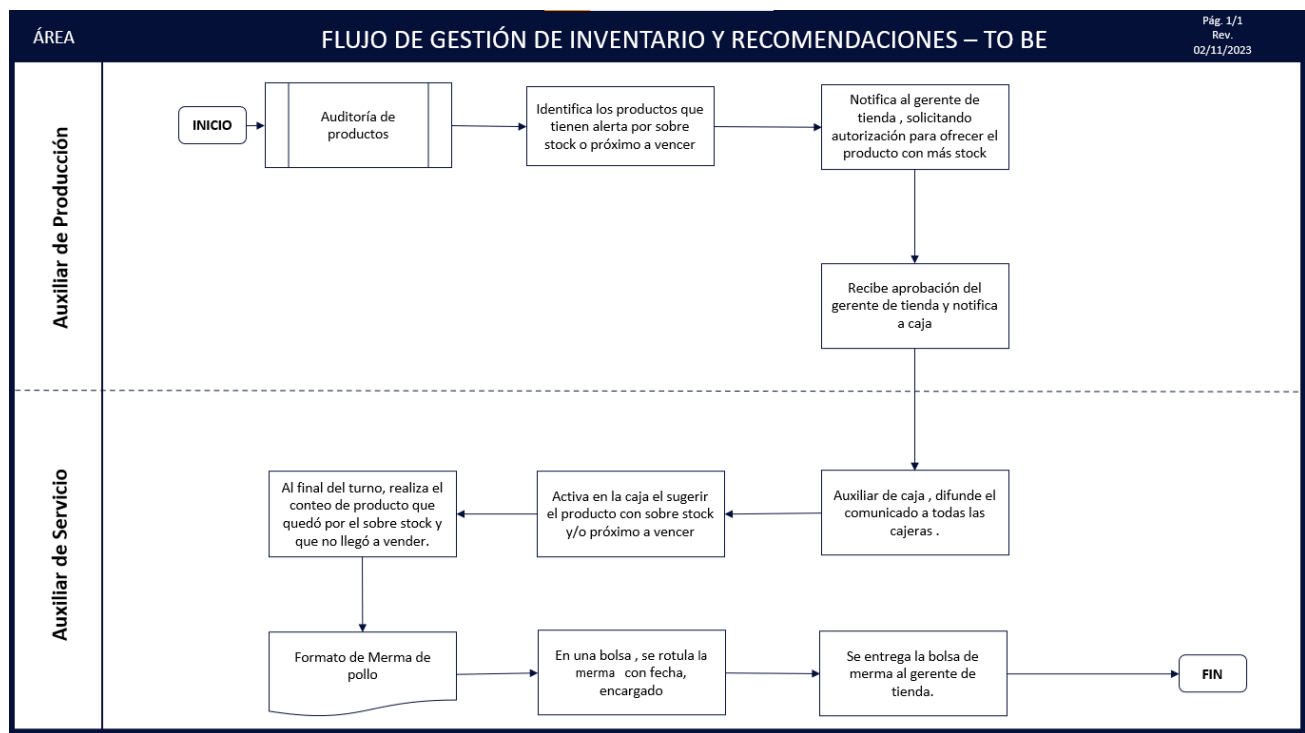 ÁREA
FLUJO DE GESTIÓN DE INVENTARIO Y RECOMENDACIONES – TO BE
Pág. 1/1
Rev.
02/11/2023
Auxiliar de Producción
INICIO
Auditoría de
productos
Identifica los productos que
tienen alerta por sobre
stock o próximo a vencer
Notifica al gerente de
tienda , solicitando
autorización para ofrecer el
producto con más stock
Recibe aprobación del
gerente de tienda y notifica
a caja
Auxiliar de Servicio
Auxiliar de caja , difunde el
comunicado a todas las
cajeras .
Activa en la caja el sugerir
el producto con sobre stock
y/o próximo a vencer
Al final del turno, realiza el
conteo de producto que
quedó por el sobre stock y
que no llegó a vender.
Formato de Merma de
pollo
En una bolsa , se rotula la
merma con fecha,
encargado
Se entrega la bolsa de
merma al gerente de
tienda.
FIN